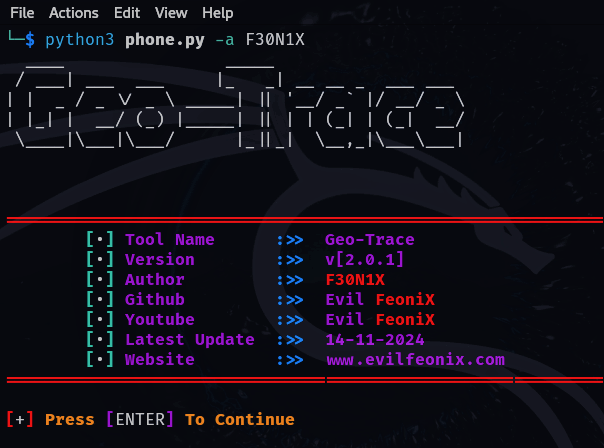 File Actions Edit View Help
└─$ python3 phone.py -a F30N1X
Geo-Trace
[•] Tool Name :>> Geo-Trace
[•] Version :>> v[2.0.1]
[•] Author :>> F30N1X
[•] Github :>> Evil FeoniX
[•] Youtube :>> Evil FeoniX
[•] Latest Update :>> 14-11-2024
[•] Website :>> www.evilfeonix.com
[+] Press [ENTER] To Continue